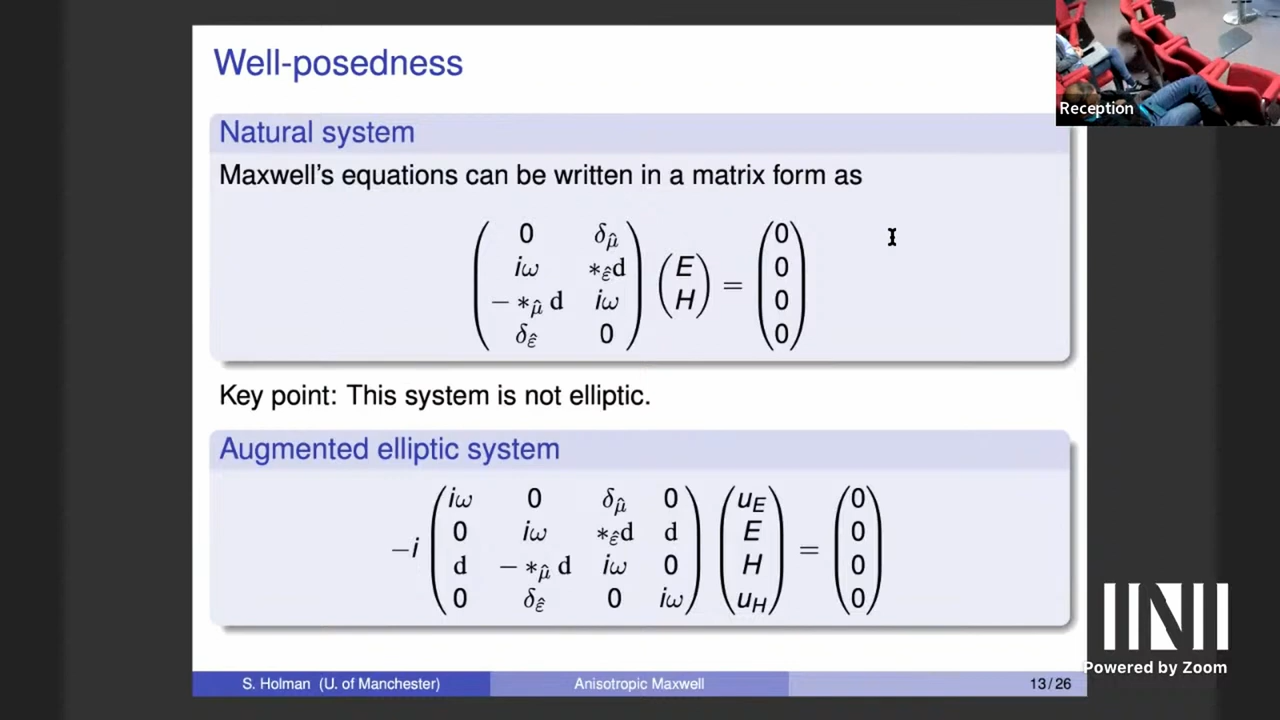 Well-posedness
Reception
Natural system
Maxwell's equations can be written in a matrix form as
0 δ_μ̂
iω *_ε̂ d
− *_μ̂ d iω
δ_ε̂ 0
E
H
=
0
0
0
0
Key point: This system is not elliptic.
Augmented elliptic system
−i
iω 0 δ_μ̂ 0
0 iω *_ε̂ d d
d − *_μ̂ d iω 0
0 δ_ε̂ 0 iω
u_E
E
H
u_H
=
0
0
0
0
INI
Powered by Zoom
S. Holman (U. of Manchester) Anisotropic Maxwell 13/26